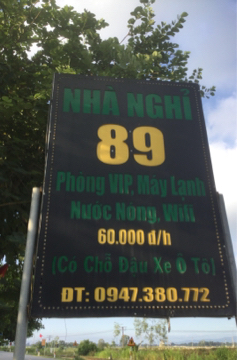 NHÀ NGHỈ
89
Phòng VIP, Máy Lạnh
Nước Nóng, Wifi
60.000 đ/h
(Có Chỗ Đậu Xe Ô Tô)
ĐT: 0947.380.772